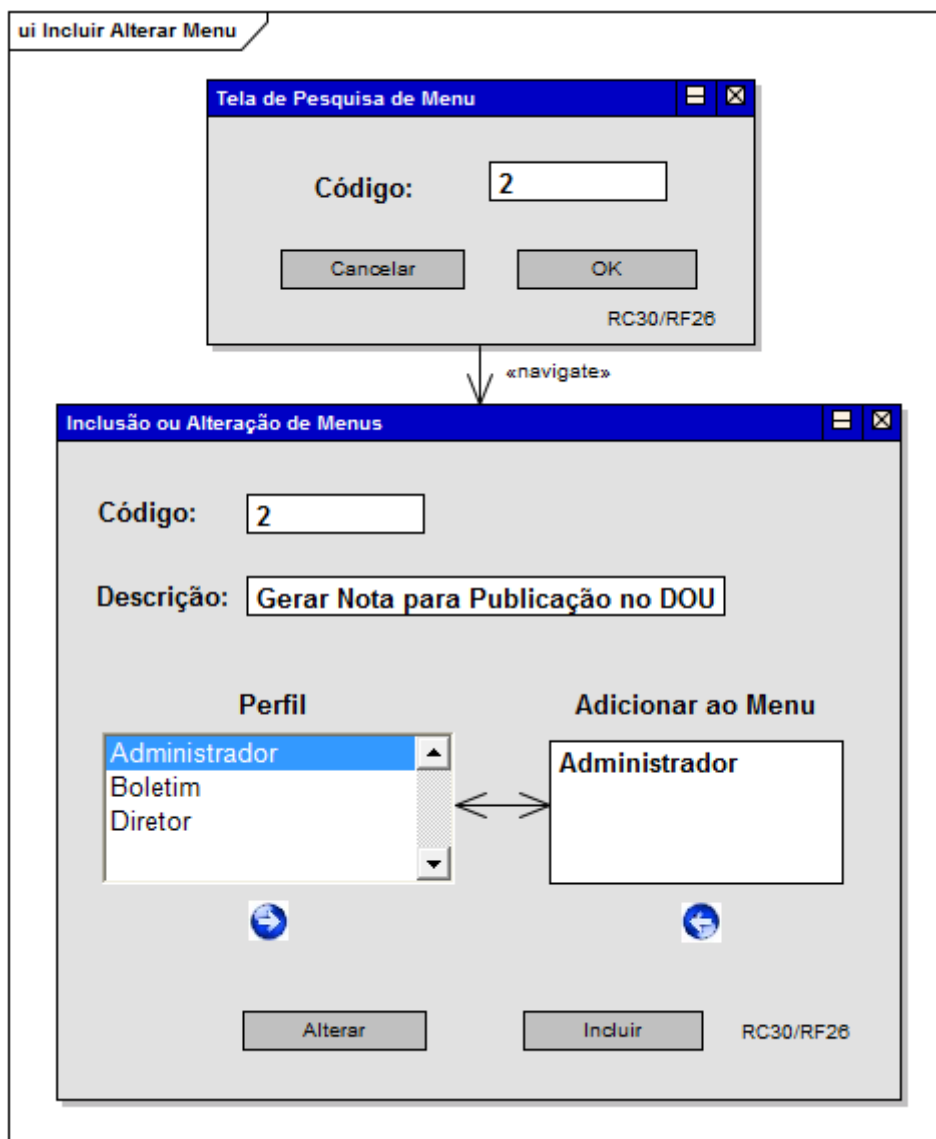 ui Incluir Alterar Menu
Tela de Pesquisa de Menu
Código: 2
Cancelar OK
RC30/RF26
«navigate»
Inclusão ou Alteração de Menus
Código: 2
Descrição: Gerar Nota para Publicação no DOU
Perfil Adicionar ao Menu
Administrador Administrador
Boletim
Diretor
Alterar Incluir RC30/RF26